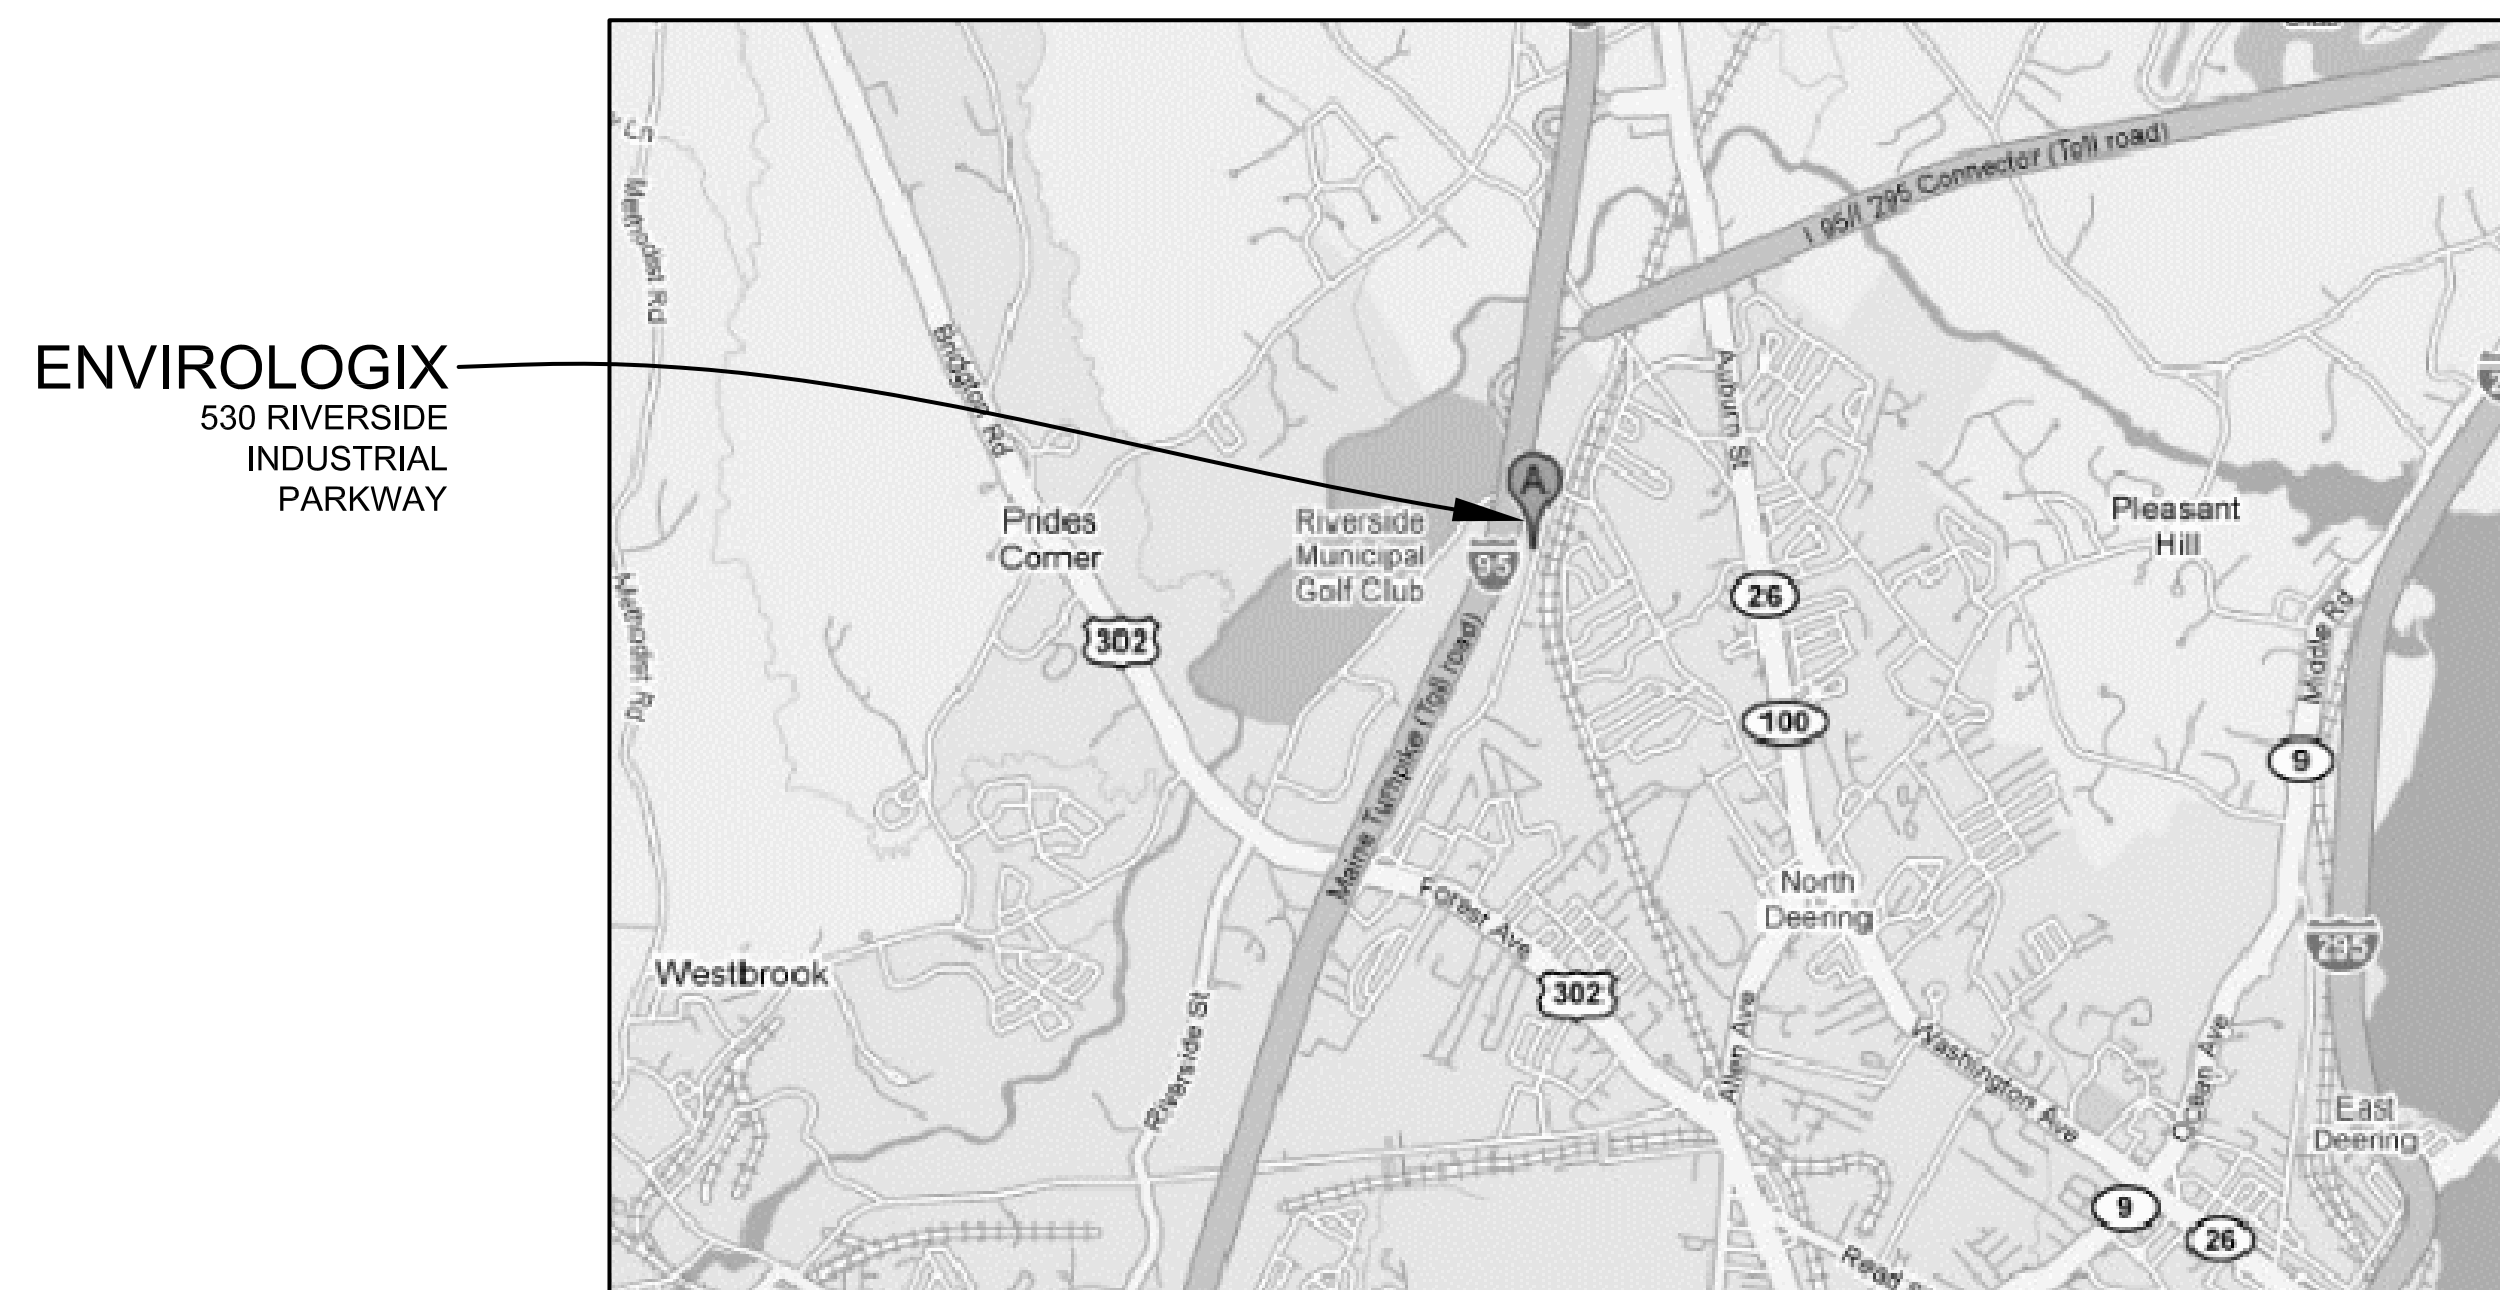 ENVIROLOGIX
530 RIVERSIDE
INDUSTRIAL
PARKWAY
Methodist Rd
I 95/I 295 Connector (Toll road)
Bridgton Rd
Auburn St
A
Prides
Corner
Riverside
Municipal
Golf Club
95
Pleasant
Hill
26
302
Methodist Rd
Middle Rd
100
9
Maine Turnpike (Toll road)
North
Deering
Forest Ave
295
Westbrook
302
Riverside St
Allen Ave
Washington Ave
Ocean Ave
East
Deering
9
26
Read